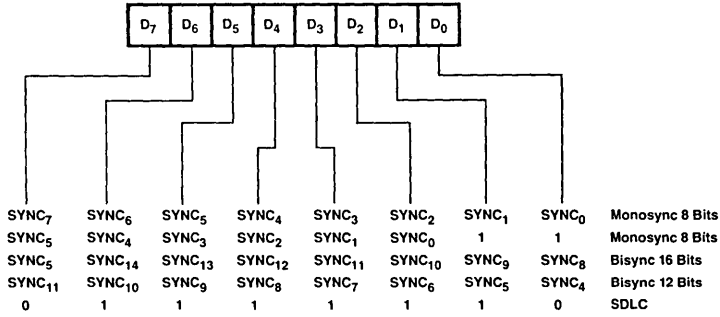 D7 D6 D5 D4 D3 D2 D1 D0
SYNC7 SYNC6 SYNC5 SYNC4 SYNC3 SYNC2 SYNC1 SYNC0 Monosync 8 Bits
SYNC5 SYNC4 SYNC3 SYNC2 SYNC1 SYNC0 1 1 Monosync 8 Bits
SYNC5 SYNC14 SYNC13 SYNC12 SYNC11 SYNC10 SYNC9 SYNC8 Bisync 16 Bits
SYNC11 SYNC10 SYNC9 SYNC8 SYNC7 SYNC6 SYNC5 SYNC4 Bisync 12 Bits
0 1 1 1 1 1 1 0 SDLC